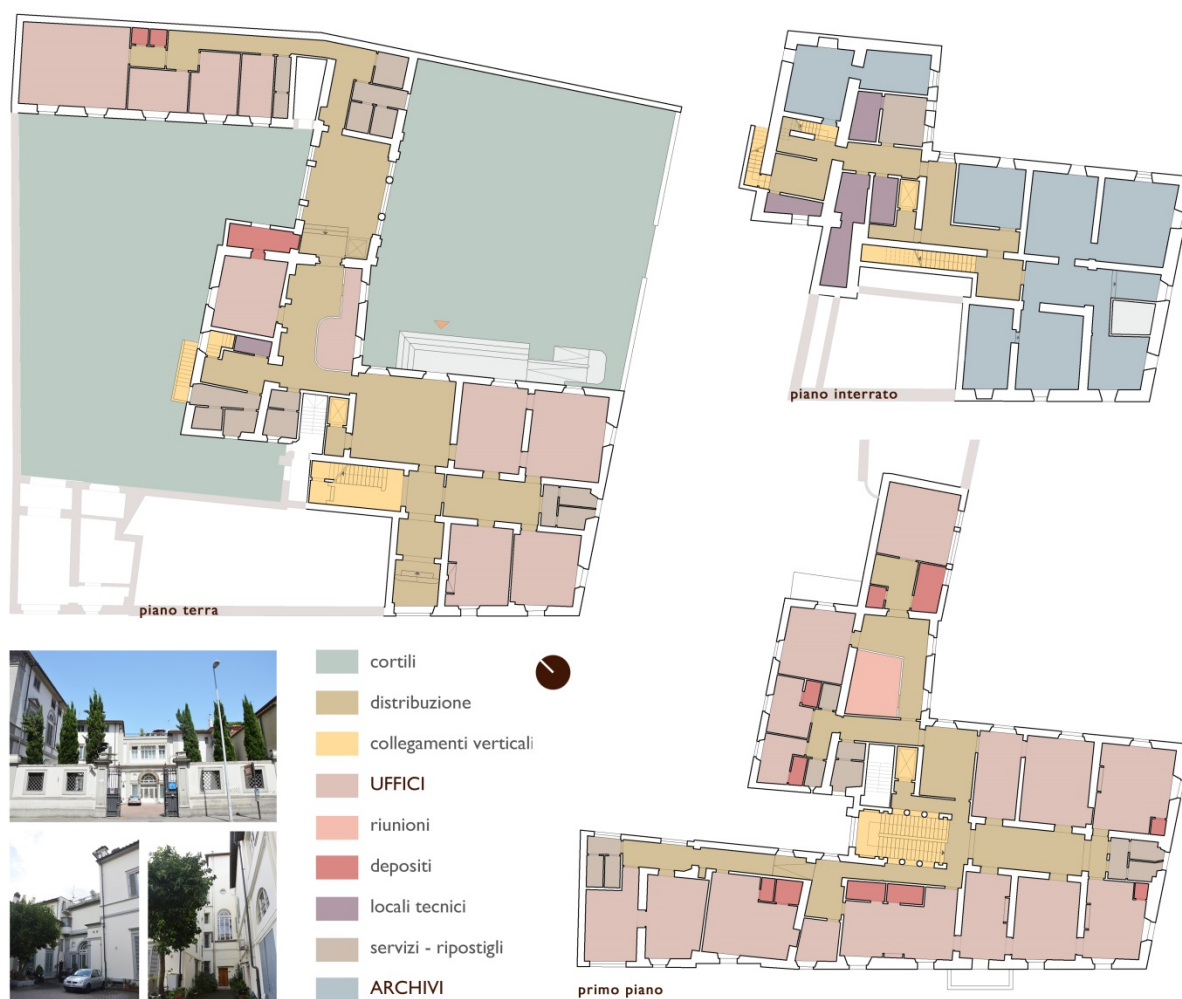 piano interrato
piano terra
cortili
distribuzione
collegamenti verticali
UFFICI
riunioni
depositi
locali tecnici
servizi - ripostigli
ARCHIVI
primo piano